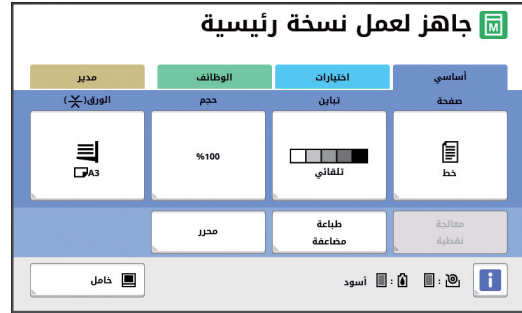 جاهز لعمل نسخة رئيسية
M
أساسي
اختيارات
الوظائف
مدير
صفحة
تباين
حجم
الورق(⪤)
خط
تلقائي
%100
A3
معالجة
نقطية
طباعة
مضاعفة
محرر
i
: : أسود
خامل